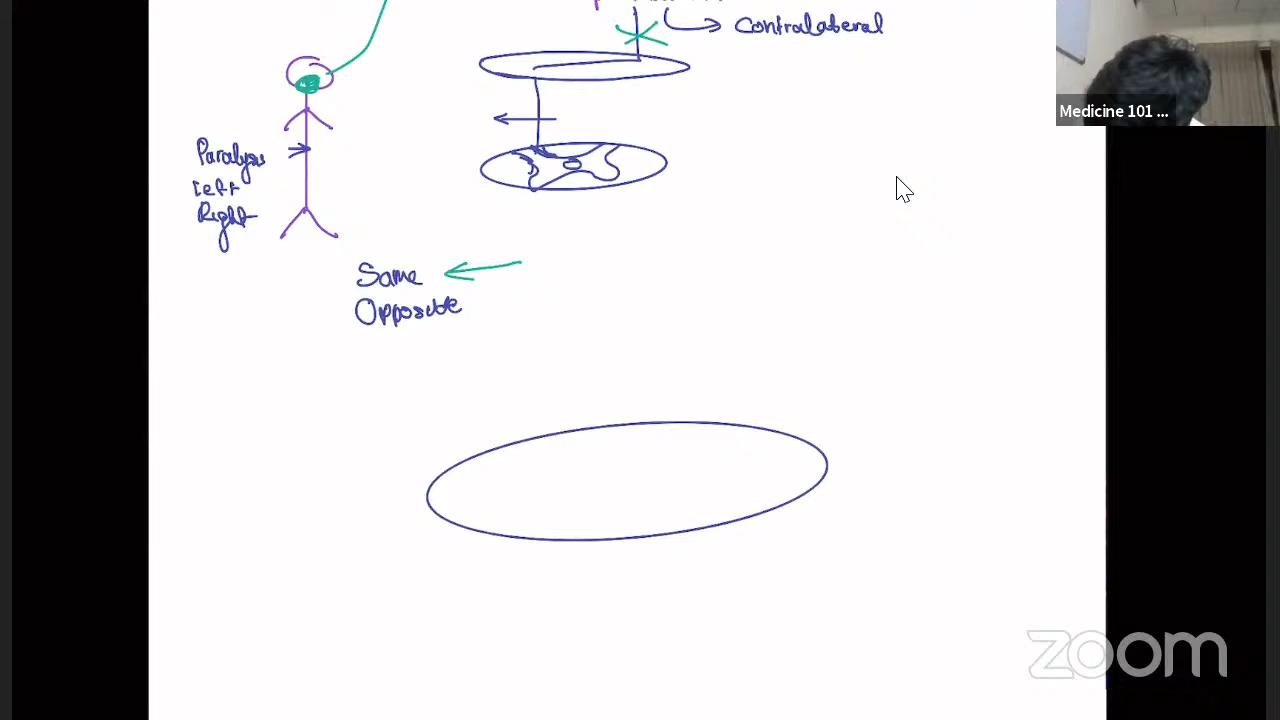 Contralateral
Medicine 101 ...
Paralysis
left
Right
Same
Opposite
zoom